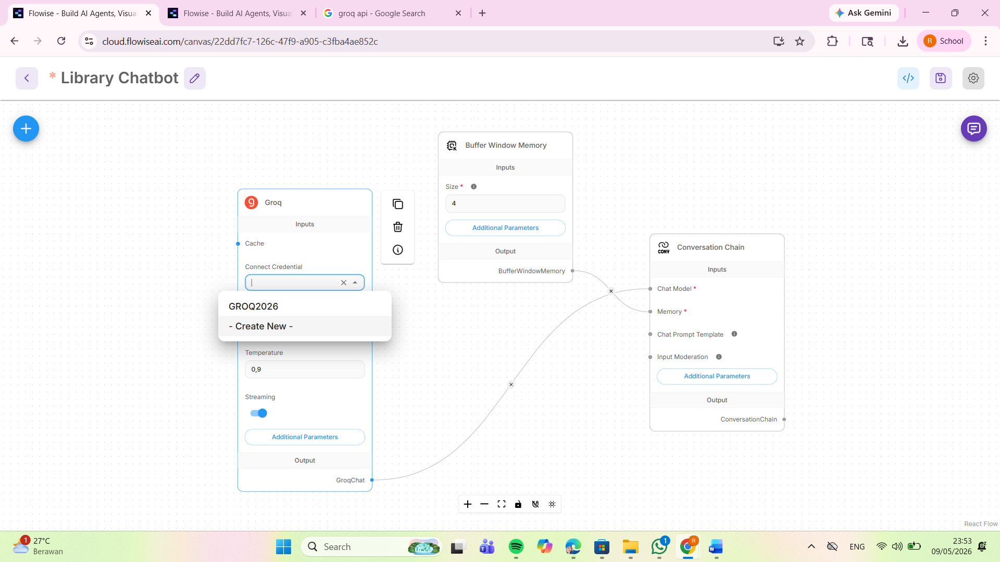 Flowise - Build AI Agents, Visua
Flowise - Build AI Agents, Visua
groq api - Google Search
Ask Gemini
cloud.flowiseai.com/canvas/22dd7fc7-126c-47f9-a905-c3fba4ae852c
R
School
* Library Chatbot
Buffer Window Memory
Inputs
Size *
4
Additional Parameters
Output
BufferWindowMemory
Groq
Inputs
Cache
Connect Credential
GROQ2026
- Create New -
Temperature
0,9
Streaming
Additional Parameters
Output
GroqChat
CONV
Conversation Chain
Inputs
Chat Model *
Memory *
Chat Prompt Template
Input Moderation
Additional Parameters
Output
ConversationChain
React Flow
1
27°C
Berawan
Search
1
R
ENG
23:53
09/05/2026